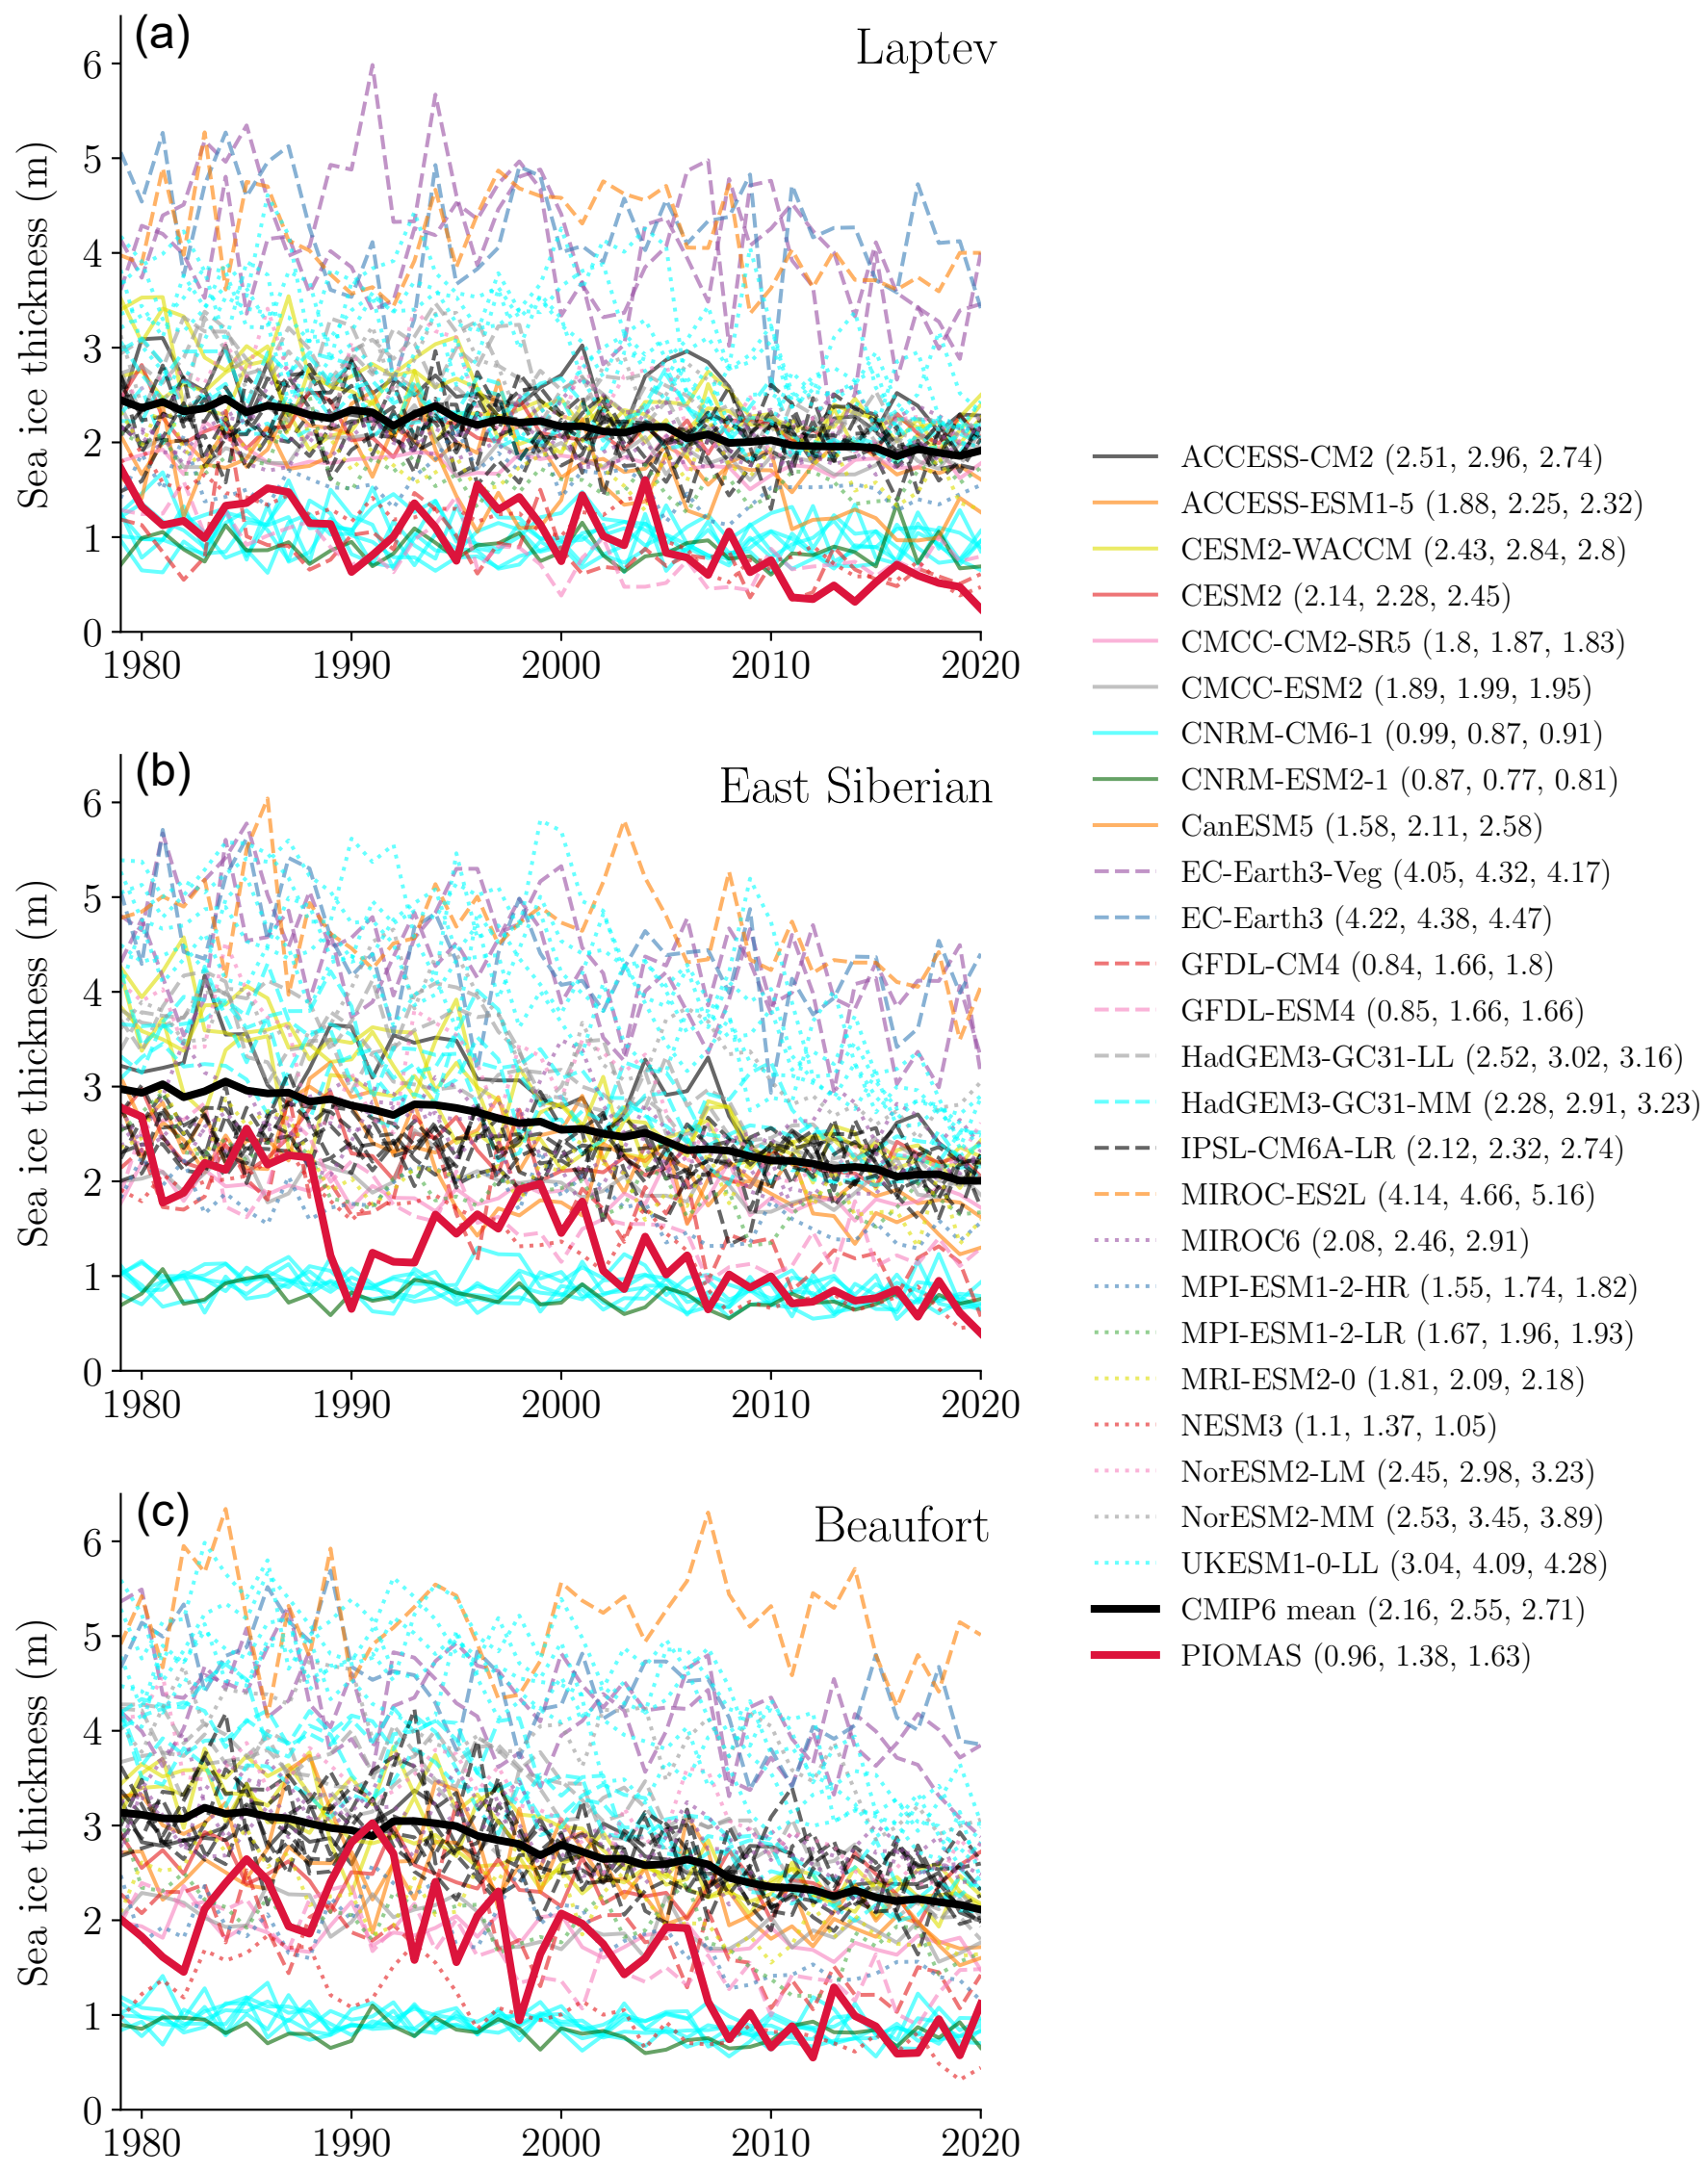 (a)
Laptev
Sea ice thickness (m)
6
5
4
3
2
1
0
1980 1990 2000 2010 2020
(b)
East Siberian
Sea ice thickness (m)
6
5
4
3
2
1
0
1980 1990 2000 2010 2020
(c)
Beaufort
Sea ice thickness (m)
6
5
4
3
2
1
0
1980 1990 2000 2010 2020
ACCESS-CM2 (2.51, 2.96, 2.74)
ACCESS-ESM1-5 (1.88, 2.25, 2.32)
CESM2-WACCM (2.43, 2.84, 2.8)
CESM2 (2.14, 2.28, 2.45)
CMCC-CM2-SR5 (1.8, 1.87, 1.83)
CMCC-ESM2 (1.89, 1.99, 1.95)
CNRM-CM6-1 (0.99, 0.87, 0.91)
CNRM-ESM2-1 (0.87, 0.77, 0.81)
CanESM5 (1.58, 2.11, 2.58)
EC-Earth3-Veg (4.05, 4.32, 4.17)
EC-Earth3 (4.22, 4.38, 4.47)
GFDL-CM4 (0.84, 1.66, 1.8)
GFDL-ESM4 (0.85, 1.66, 1.66)
HadGEM3-GC31-LL (2.52, 3.02, 3.16)
HadGEM3-GC31-MM (2.28, 2.91, 3.23)
IPSL-CM6A-LR (2.12, 2.32, 2.74)
MIROC-ES2L (4.14, 4.66, 5.16)
MIROC6 (2.08, 2.46, 2.91)
MPI-ESM1-2-HR (1.55, 1.74, 1.82)
MPI-ESM1-2-LR (1.67, 1.96, 1.93)
MRI-ESM2-0 (1.81, 2.09, 2.18)
NESM3 (1.1, 1.37, 1.05)
NorESM2-LM (2.45, 2.98, 3.23)
NorESM2-MM (2.53, 3.45, 3.89)
UKESM1-0-LL (3.04, 4.09, 4.28)
CMIP6 mean (2.16, 2.55, 2.71)
PIOMAS (0.96, 1.38, 1.63)